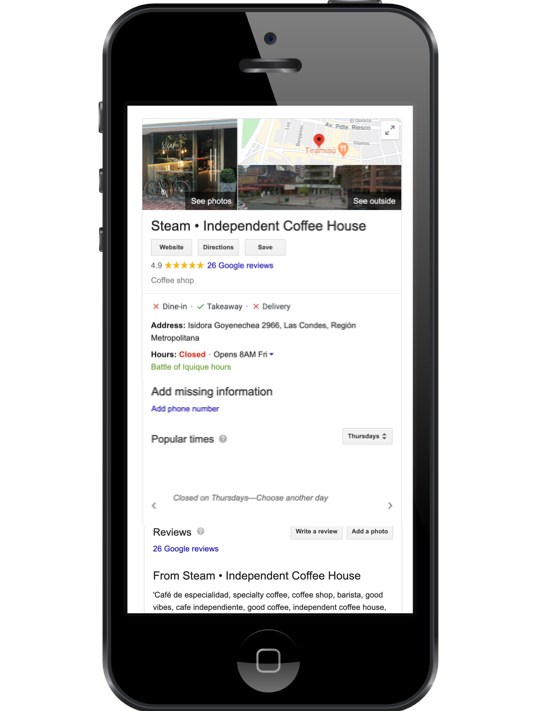 steam
El Quisco
Av. Pdte. Riesco
Tiramisú
See photos
See outside
Steam • Independent Coffee House
Website Directions Save
4.9 ★★★★★ 26 Google reviews
Coffee shop
✕ Dine-in · ✓ Takeaway · ✕ Delivery
Address: Isidora Goyenechea 2966, Las Condes, Región
Metropolitana
Hours: Closed · Opens 8AM Fri
Battle of Iquique hours
Add missing information
Add phone number
Popular times ?
Thursdays
Closed on Thursdays—Choose another day
Reviews ?
Write a review Add a photo
26 Google reviews
From Steam • Independent Coffee House
'Café de especialidad, specialty coffee, coffee shop, barista, good
vibes, cafe independiente, good coffee, independent coffee house,